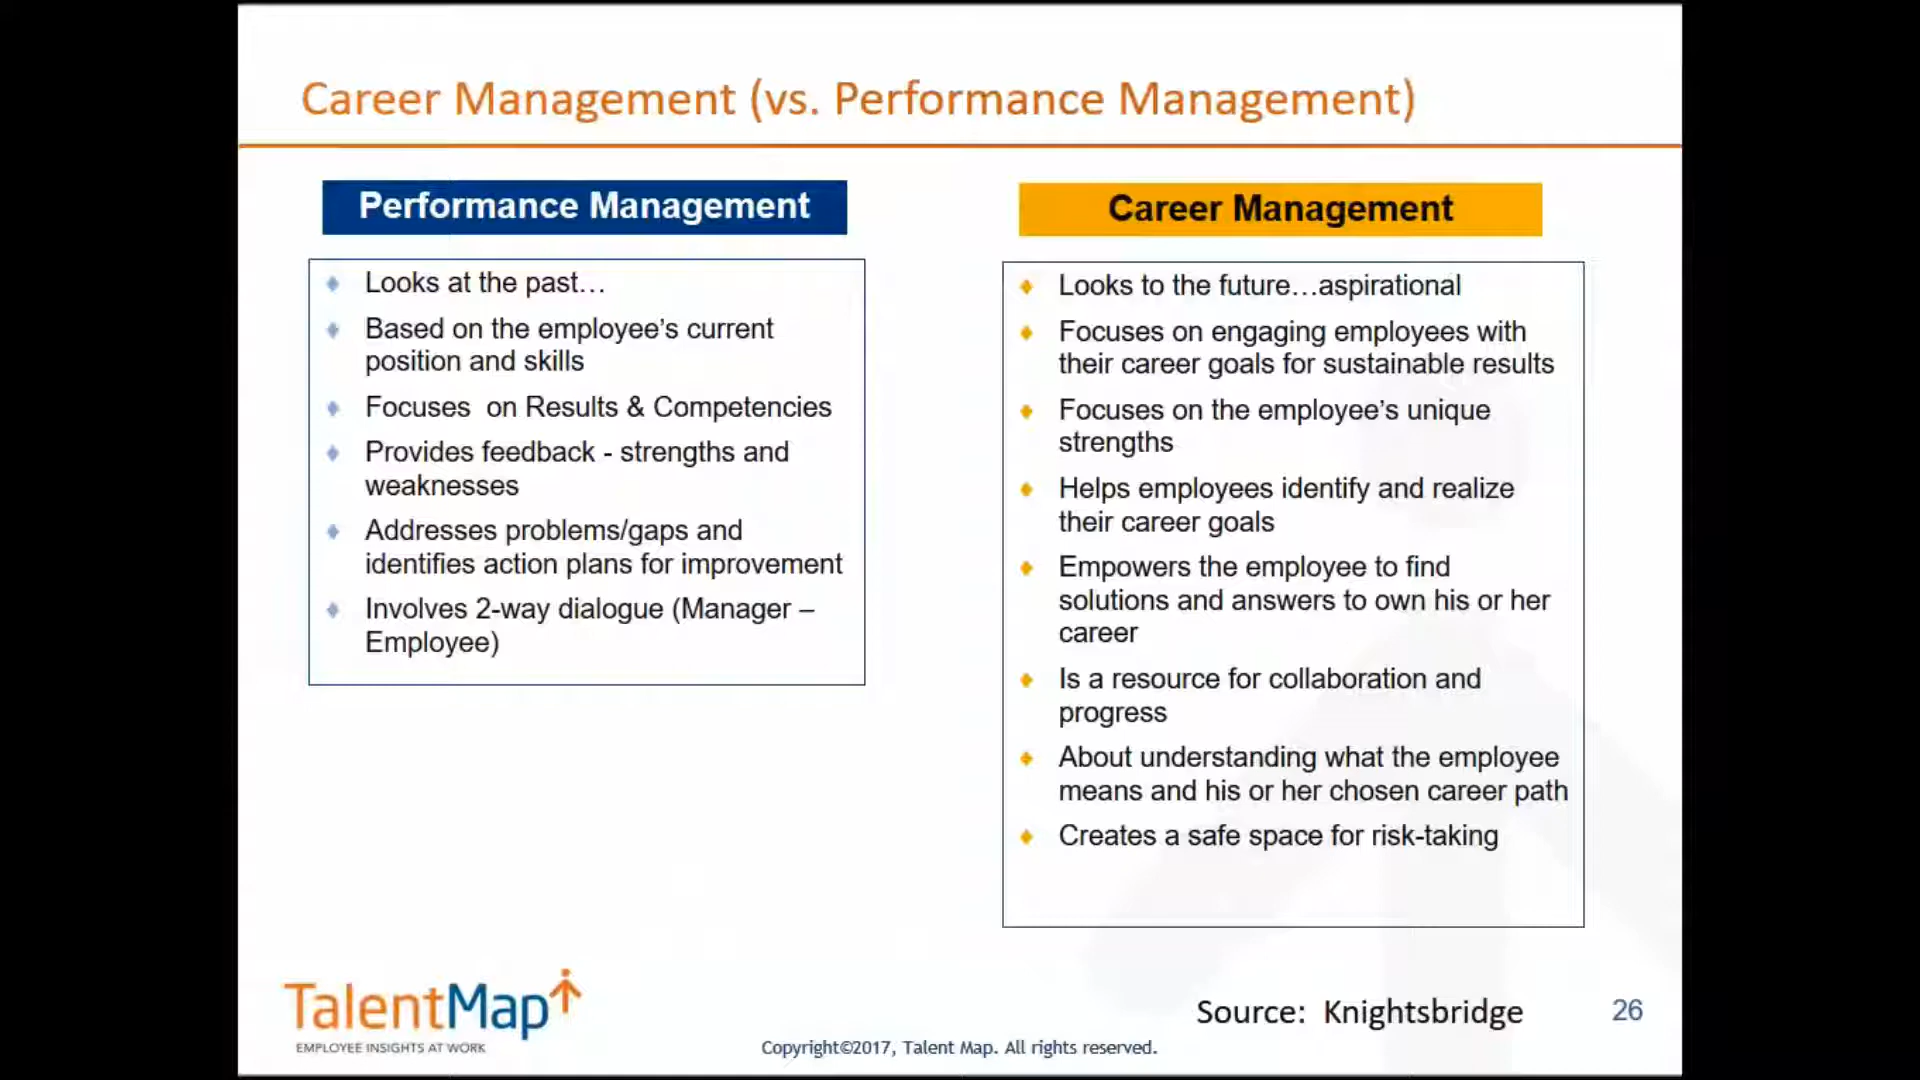 Career Management (vs. Performance Management)
Performance Management
Looks at the past…
Based on the employee’s current
position and skills
Focuses  on Results & Competencies
Provides feedback - strengths and
weaknesses
Addresses problems/gaps and
identifies action plans for improvement
Involves 2-way dialogue (Manager –
Employee)
Career Management
Looks to the future…aspirational
Focuses on engaging employees with
their career goals for sustainable results
Focuses on the employee’s unique
strengths
Helps employees identify and realize
their career goals
Empowers the employee to find
solutions and answers to own his or her
career
Is a resource for collaboration and
progress
About understanding what the employee
means and his or her chosen career path
Creates a safe space for risk-taking
TalentMap
EMPLOYEE INSIGHTS AT WORK
Copyright©2017, Talent Map. All rights reserved.
Source:  Knightsbridge
26